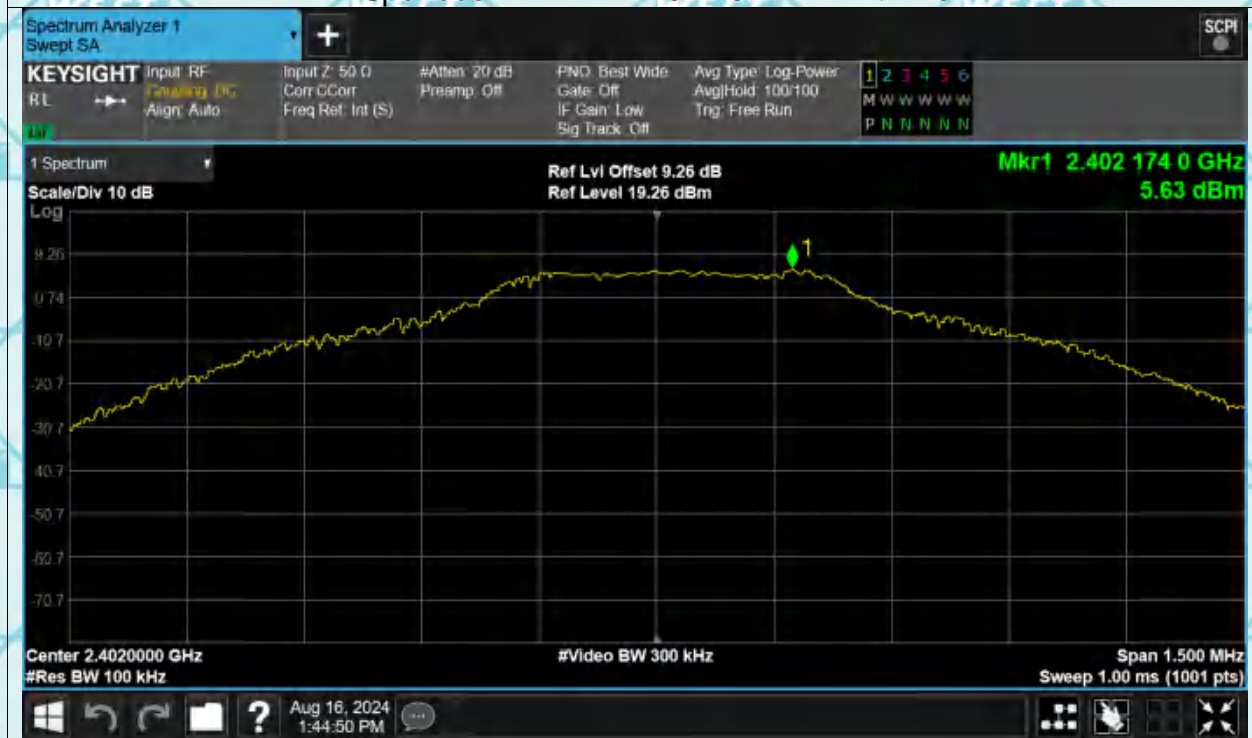 Spectrum Analyzer 1
Swept SA
+
SCPI
KEYSIGHT Input: RF
RL Coupling: DC
Align: Auto
Input Z: 50 Ω
Corr CCorr
Freq Ref: Int (S)
#Atten: 20 dB
Preamp: Off
PNO: Best Wide
Gate: Off
IF Gain: Low
Sig Track: Off
Avg Type: Log-Power
Avg|Hold: 100/100
Trig: Free Run
1 2 3 4 5 6
M W W W W W
P N N N N N
1 Spectrum
Scale/Div 10 dB
Log
Ref Lvl Offset 9.26 dB
Ref Level 19.26 dBm
Mkr1 2.402 174 0 GHz
5.63 dBm
1
9.26
-0.74
-10.7
-20.7
-30.7
-40.7
-50.7
-60.7
-70.7
Center 2.4020000 GHz
#Res BW 100 kHz
#Video BW 300 kHz
Span 1.500 MHz
Sweep 1.00 ms (1001 pts)
?
Aug 16, 2024
1:44:50 PM